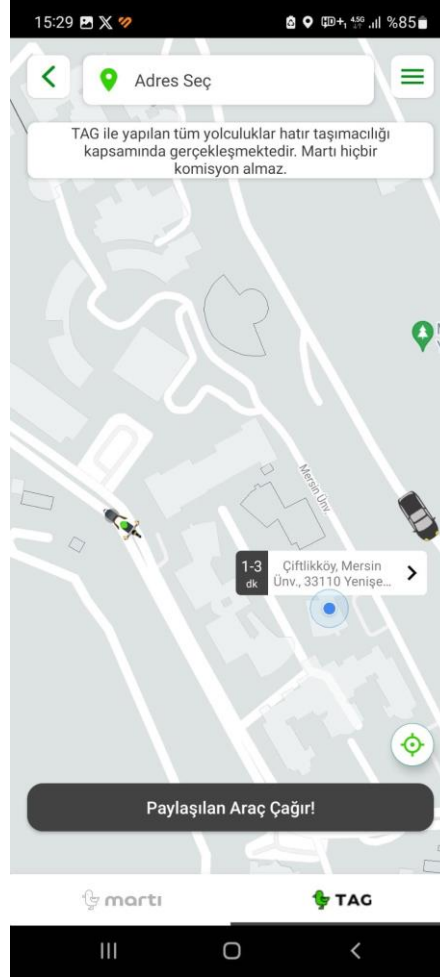 15:29
%85
Adres Seç
TAG ile yapılan tüm yolculuklar hatır taşımacılığı
kapsamında gerçekleşmektedir. Martı hiçbir
komisyon almaz.
Mersin Ünv.
1-3
dk
Çiftlikköy, Mersin
Ünv., 33110 Yenişe...
Paylaşılan Araç Çağır!
martı
TAG